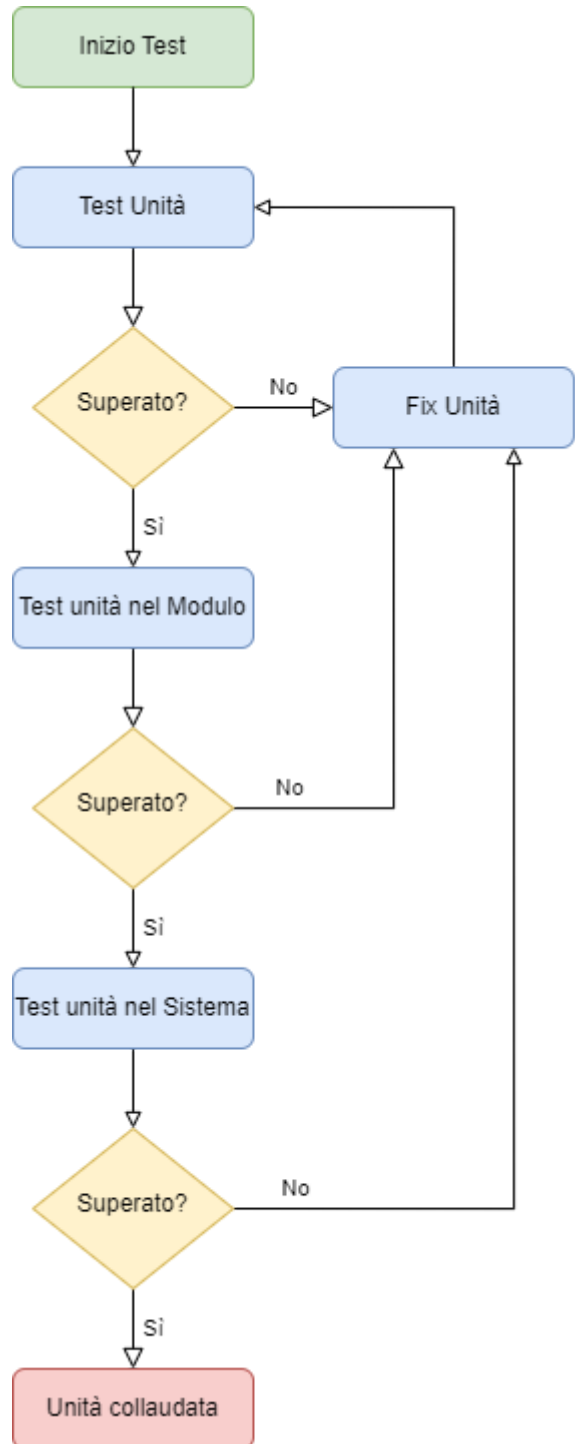 Inizio Test
Test Unità
Superato?
No
Fix Unità
Sì
Test unità nel Modulo
Superato?
No
Sì
Test unità nel Sistema
Superato?
No
Sì
Unità collaudata